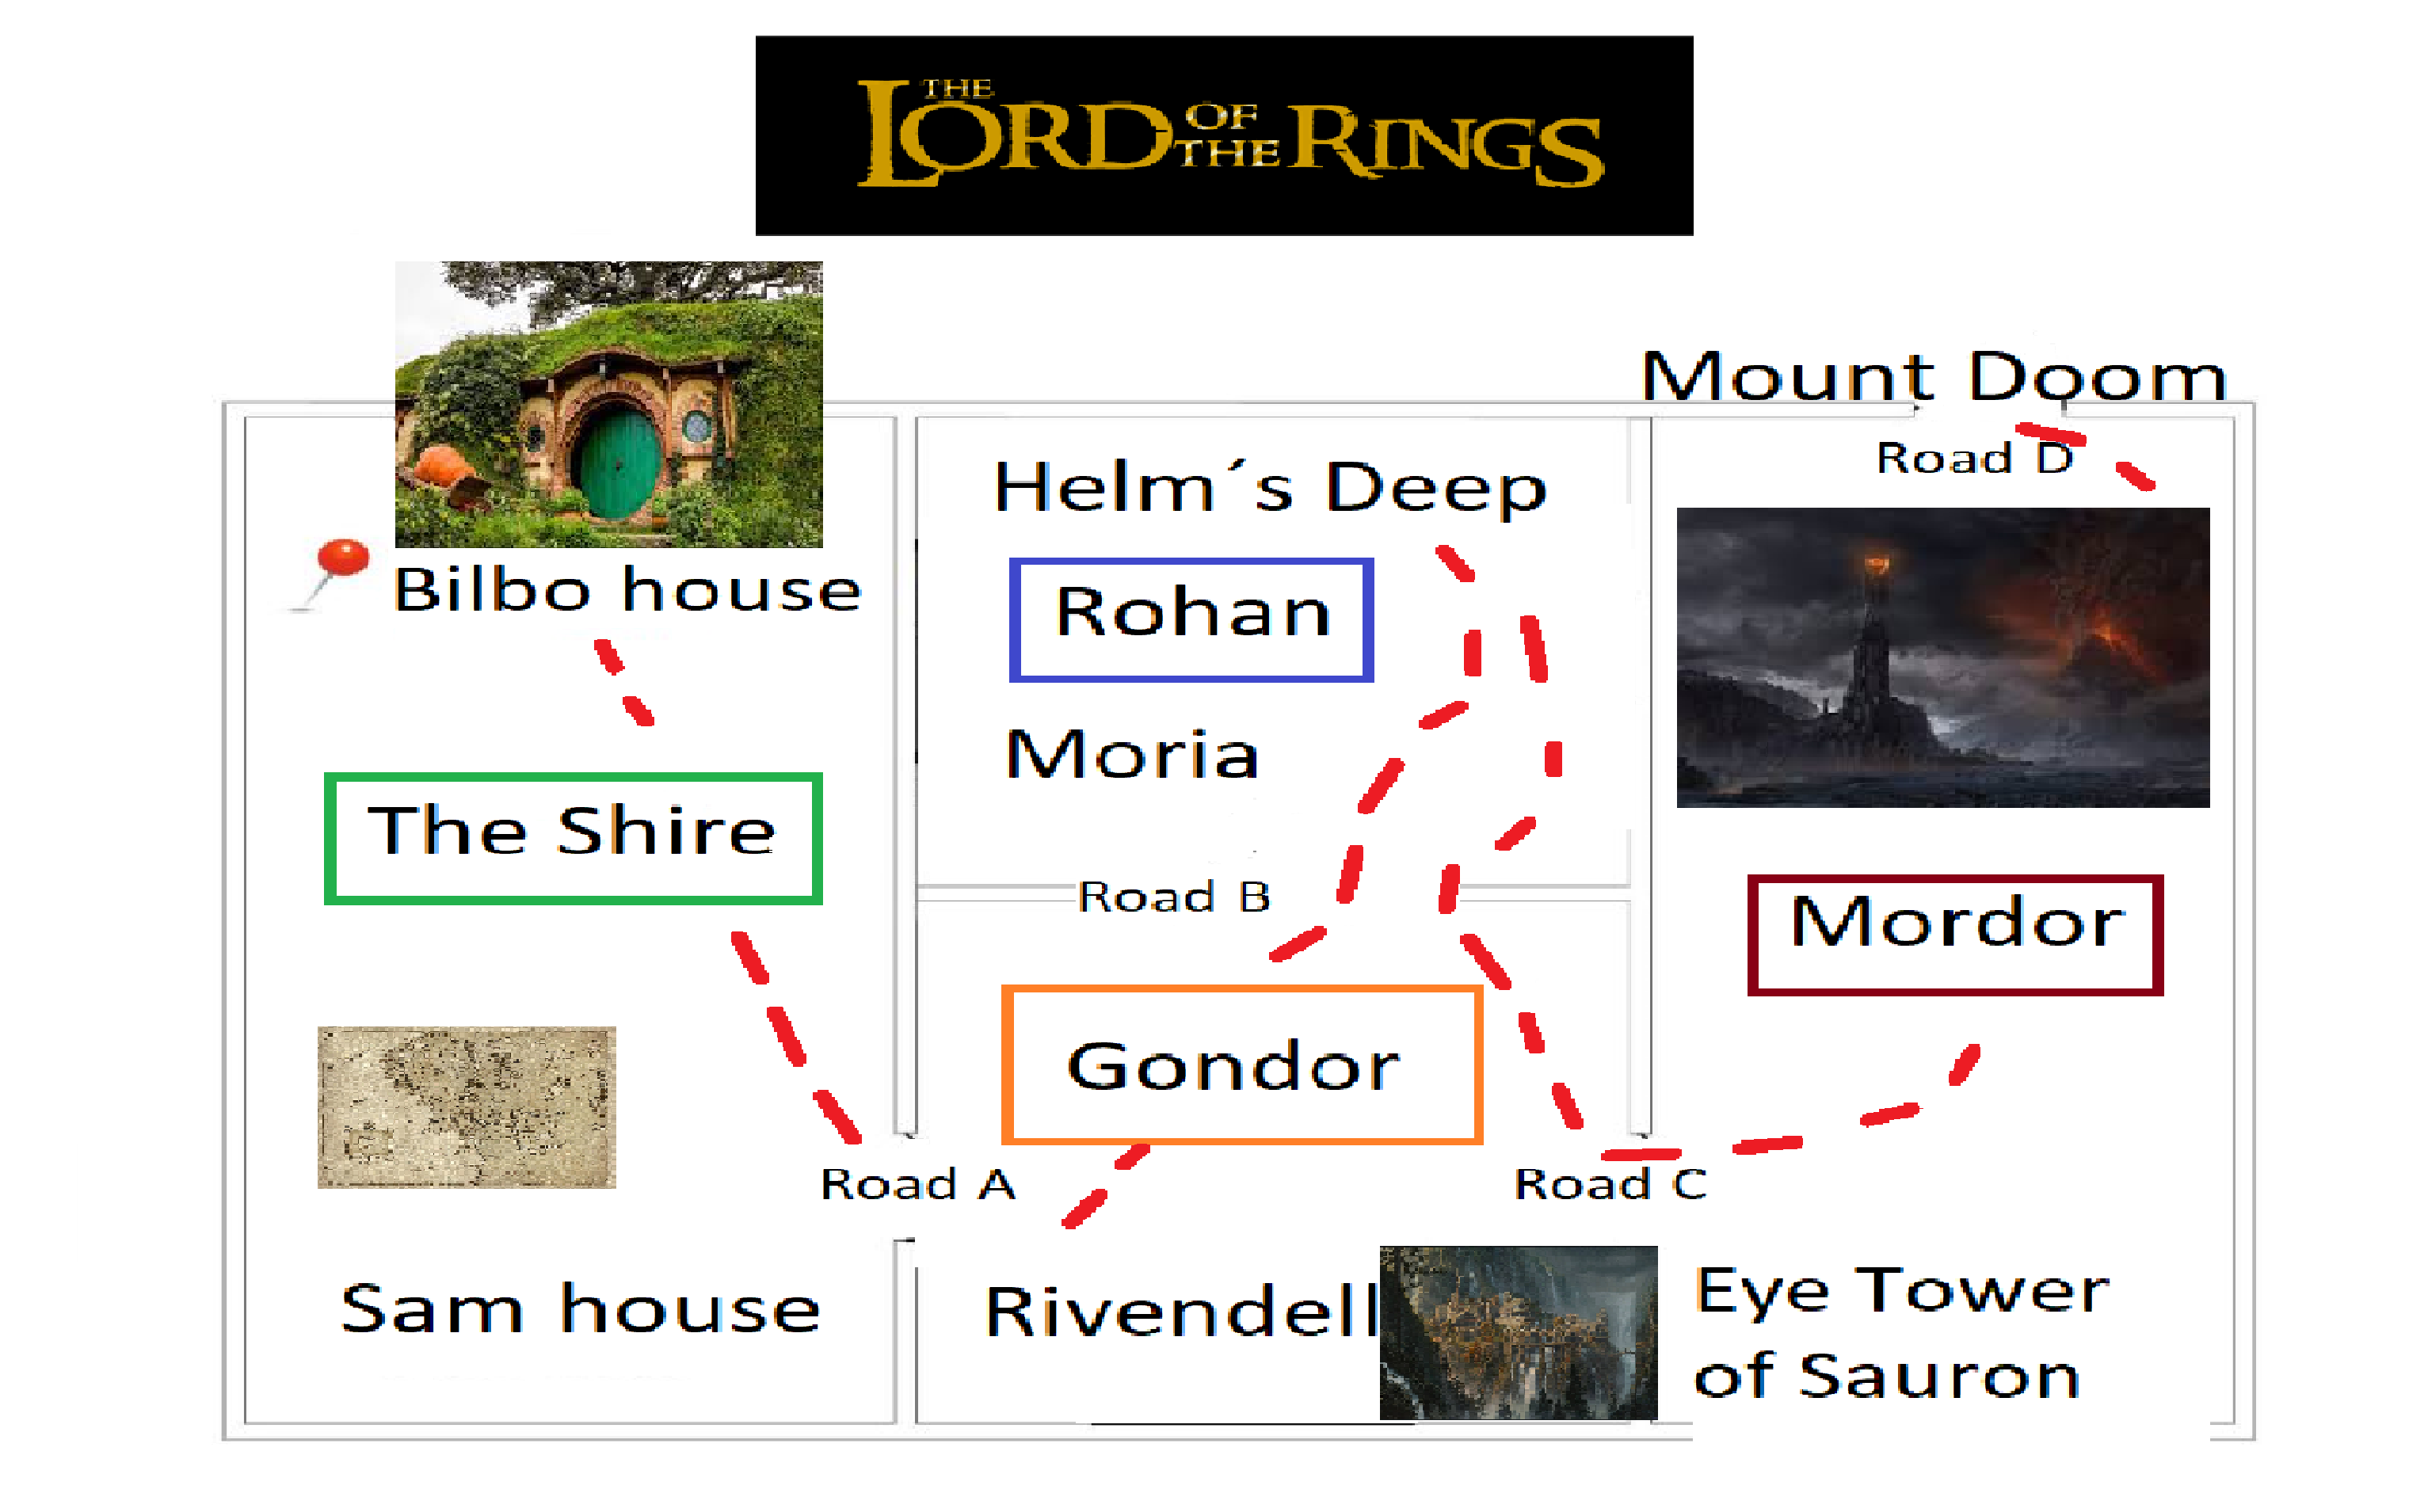 THE LORD OF THE RINGS
Mount Doom
Road D
Helm´s Deep
Rohan
Bilbo house
Moria
The Shire
Road B
Mordor
Gondor
Road A
Road C
Sam house
Rivendell
Eye Tower
of Sauron